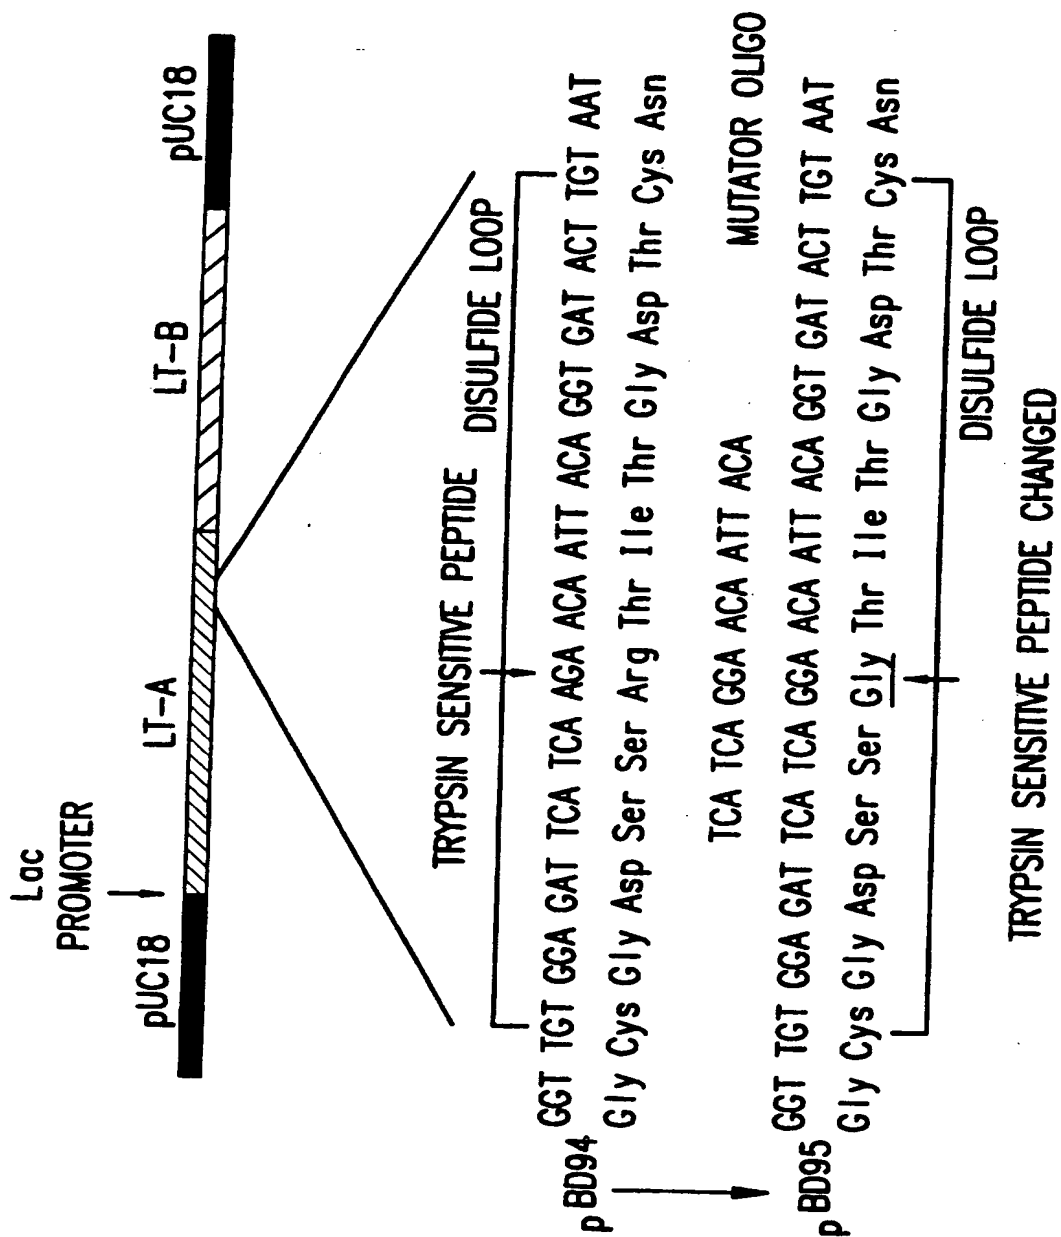 Lac
PROMOTER
pUC18 LT-A LT-B pUC18
TRYPSIN SENSITIVE PEPTIDE DISULFIDE LOOP
pBD94
GGT TGT GGA GAT TCA TCA AGA ACA ATT ACA GGT GAT ACT TGT AAT
Gly Cys Gly Asp Ser Ser Arg Thr Ile Thr Gly Asp Thr Cys Asn
TCA TCA GGA ACA ATT ACA MUTATOR OLIGO
pBD95
GGT TGT GGA GAT TCA TCA GGA ACA ATT ACA GGT GAT ACT TGT AAT
Gly Cys Gly Asp Ser Ser Gly Thr Ile Thr Gly Asp Thr Cys Asn
DISULFIDE LOOP
TRYPSIN SENSITIVE PEPTIDE CHANGED